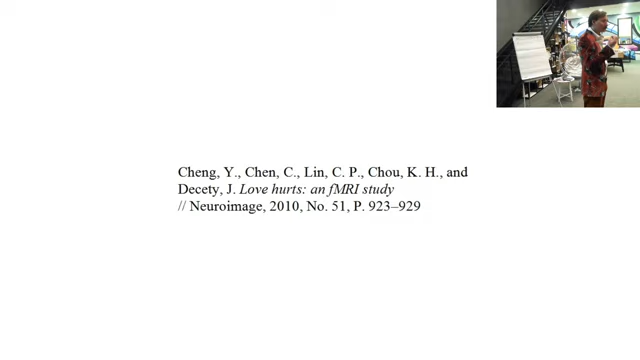 Cheng, Y., Chen, C., Lin, C. P., Chou, K. H., and
Decety, J. Love hurts: an fMRI study
// Neuroimage, 2010, No. 51, P. 923–929